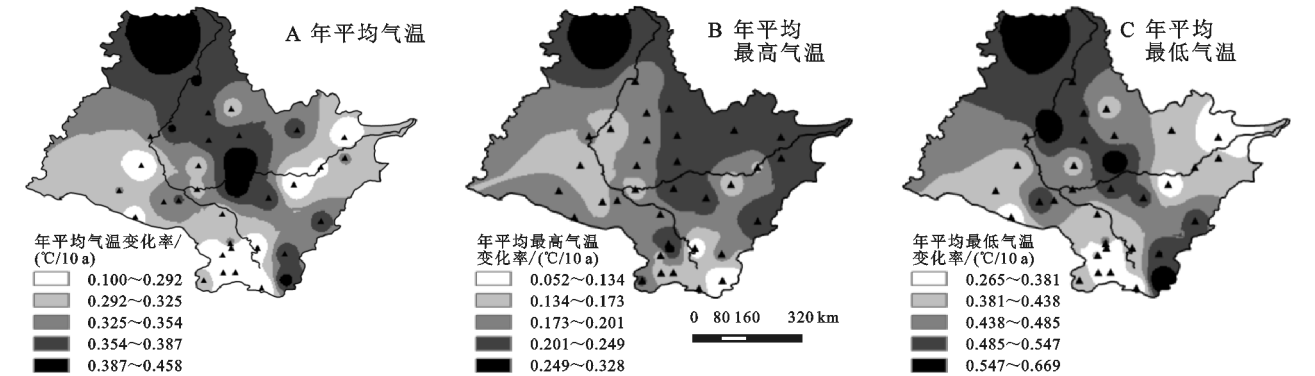 A 年平均气温
年平均气温变化率/
(℃/10 a)
0.100～0.292
0.292～0.325
0.325～0.354
0.354～0.387
0.387～0.458
B 年平均
最高气温
年平均最高气温
变化率/(℃/10 a)
0.052～0.134
0.134～0.173
0.173～0.201
0.201～0.249
0.249～0.328
0 80 160 320 km
C 年平均
最低气温
年平均最低气温
变化率/(℃/10 a)
0.265～0.381
0.381～0.438
0.438～0.485
0.485～0.547
0.547～0.669